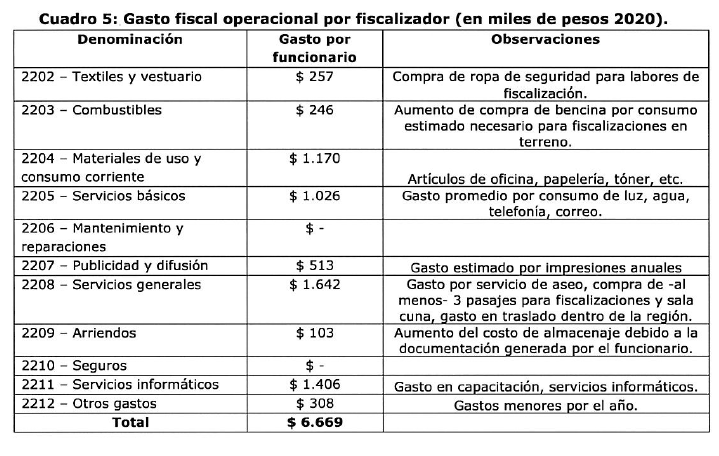 Cuadro 5: Gasto fiscal operacional por fiscalizador (en miles de pesos 2020).
Denominación
Gasto por
funcionario
Observaciones
2202 – Textiles y vestuario
$ 257
Compra de ropa de seguridad para labores de
fiscalización.
2203 – Combustibles
$ 246
Aumento de compra de bencina por consumo
estimado necesario para fiscalizaciones en
terreno.
2204 – Materiales de uso y
consumo corriente
$ 1.170
Artículos de oficina, papelería, tóner, etc.
2205 – Servicios básicos
$ 1.026
Gasto promedio por consumo de luz, agua,
telefonía, correo.
2206 – Mantenimiento y
reparaciones
$ -
2207 – Publicidad y difusión
$ 513
Gasto estimado por impresiones anuales
2208 – Servicios generales
$ 1.642
Gasto por servicio de aseo, compra de -al
menos- 3 pasajes para fiscalizaciones y sala
cuna, gasto en traslado dentro de la región.
2209 – Arriendos
$ 103
Aumento del costo de almacenaje debido a la
documentación generada por el funcionario.
2210 – Seguros
$ -
2211 – Servicios informáticos
$ 1.406
Gasto en capacitación, servicios informáticos.
2212 – Otros gastos
$ 308
Gastos menores por el año.
Total
$ 6.669